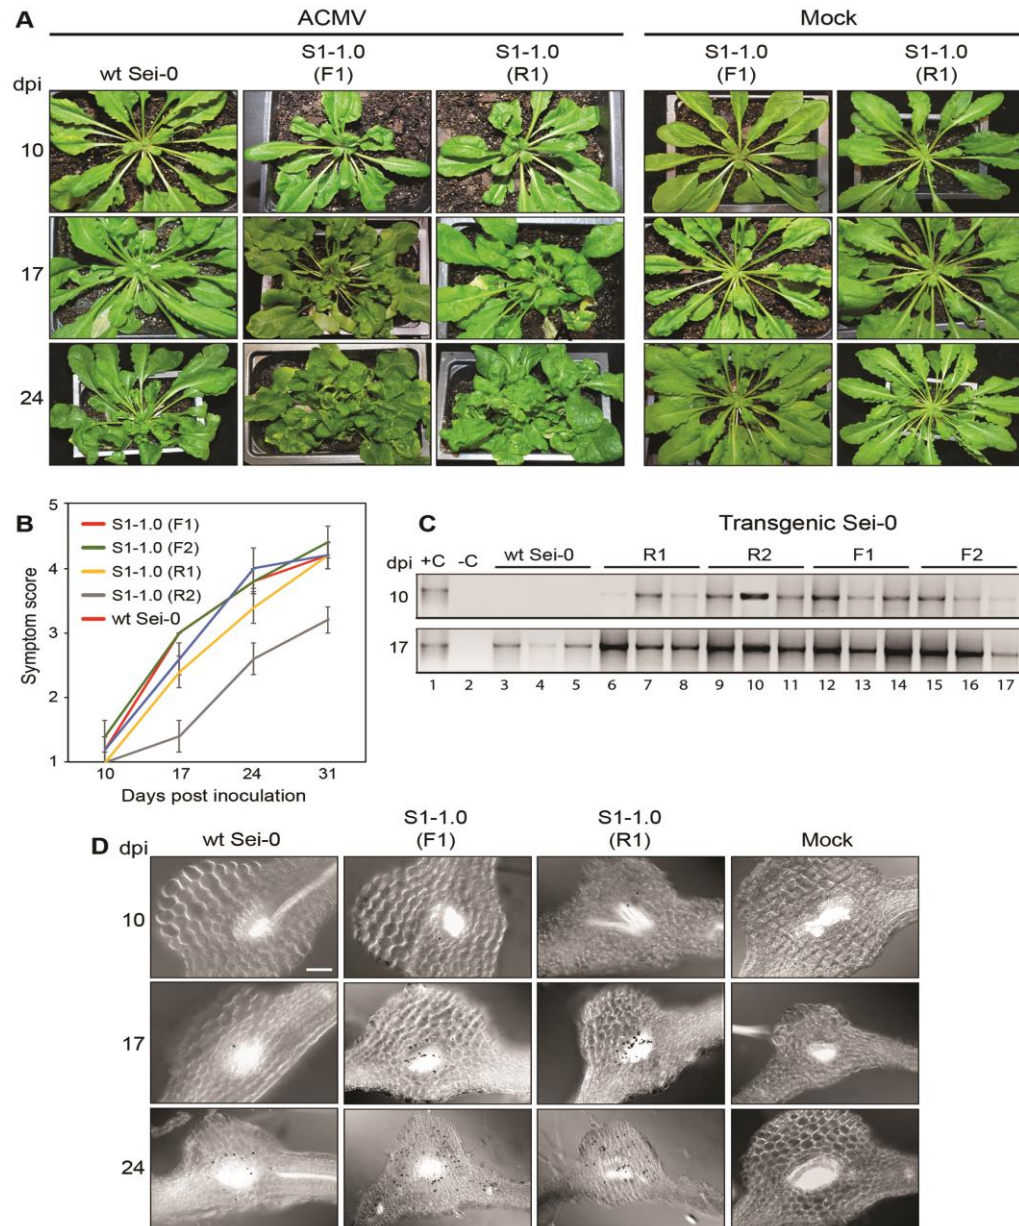 A
ACMV
Mock
dpi
wt Sei-0
S1-1.0
(F1)
S1-1.0
(R1)
S1-1.0
(F1)
S1-1.0
(R1)
10
17
24
B
Symptom score
5
4
3
2
1
S1-1.0 (F1)
S1-1.0 (F2)
S1-1.0 (R1)
S1-1.0 (R2)
wt Sei-0
10 17 24 31
Days post inoculation
C
Transgenic Sei-0
dpi +C -C wt Sei-0 R1 R2 F1 F2
10
17
1 2 3 4 5 6 7 8 9 10 11 12 13 14 15 16 17
D dpi
wt Sei-0
S1-1.0
(F1)
S1-1.0
(R1)
Mock
10
17
24